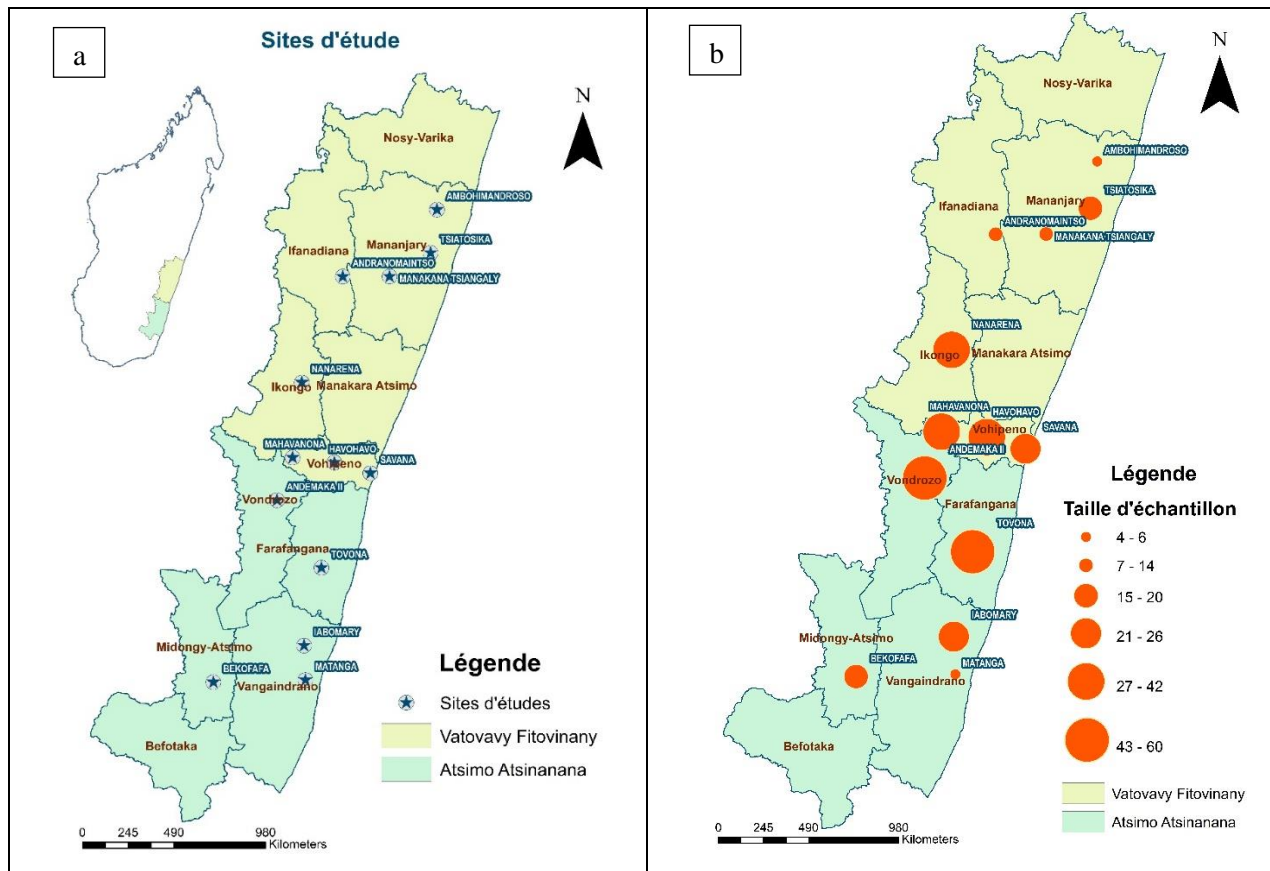 a
Sites d'étude
N
Nosy-Varika
AMBOHIMANDROSO
TSIATOSIKA
Mananjary
Ifanadiana
ANDRANOMAINTSO
MANAKANA TSIANGALY
NANARENA
Ikongo
Manakara Atsimo
MAHAVANONA
HAVOHAVO
Vohipeno
SAVANA
ANDEMAKA II
Vondrozo
Farafangana
TOVONA
IABOMARY
Midongy-Atsimo
BEKOFAFA
MATANGA
Vangaindrano
Befotaka
Légende
Sites d'études
Vatovavy Fitovinany
Atsimo Atsinanana
0 245 490 980
Kilometers
b
N
Nosy-Varika
AMBOHIMANDROSO
TSIATOSIKA
Mananjary
Ifanadiana
ANDRANOMAINTSO
MANAKANA TSIANGALY
NANARENA
Ikongo
Manakara Atsimo
MAHAVANONA
HAVOHAVO
Vohipeno
SAVANA
ANDEMAKA II
Vondrozo
Farafangana
TOVONA
IABOMARY
Midongy-Atsimo
BEKOFAFA
MATANGA
Vangaindrano
Befotaka
Légende
Taille d'échantillon
4 - 6
7 - 14
15 - 20
21 - 26
27 - 42
43 - 60
Vatovavy Fitovinany
Atsimo Atsinanana
0 245 490 980
Kilometers